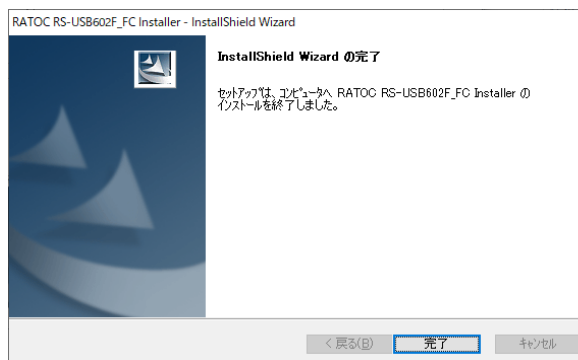 RATOC RS-USB602F_FC Installer - InstallShield Wizard
InstallShield Wizard の完了
セットアップは、コンピュータへ RATOC RS-USB602F_FC Installer の
インストールを終了しました。
< 戻る(B)
完了
キャンセル